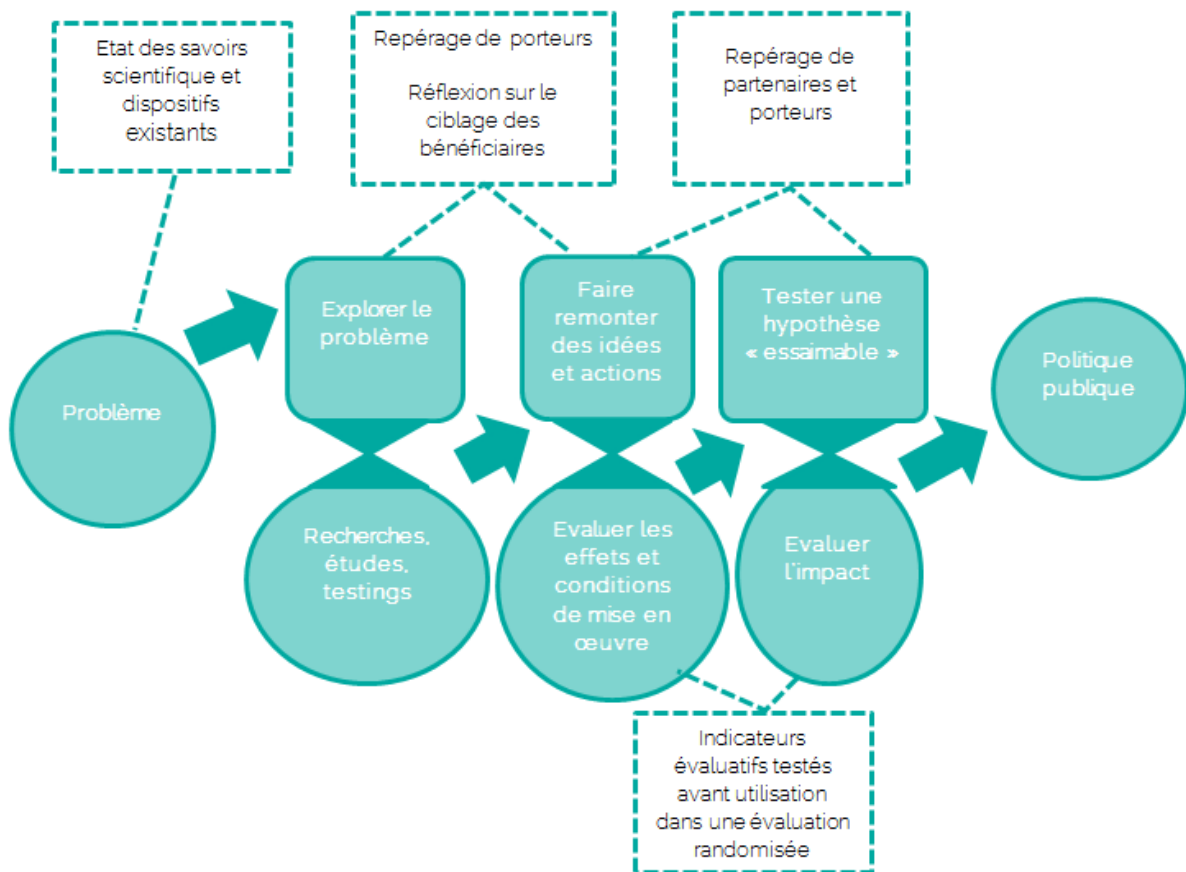 Etat des savoirs
scientifique et
dispositifs
existants
Repérage de porteurs
Réflexion sur le
ciblage des
bénéficiaires
Repérage de
partenaires et
porteurs
Problème
Explorer le
problème
Faire
remonter
des idées
et actions
Tester une
hypothèse
« essaimable »
Politique
publique
Recherches,
études,
testings
Evaluer les
effets et
conditions
de mise en
œuvre
Evaluer
l'impact
Indicateurs
évaluatifs testés
avant utilisation
dans une évaluation
randomisée